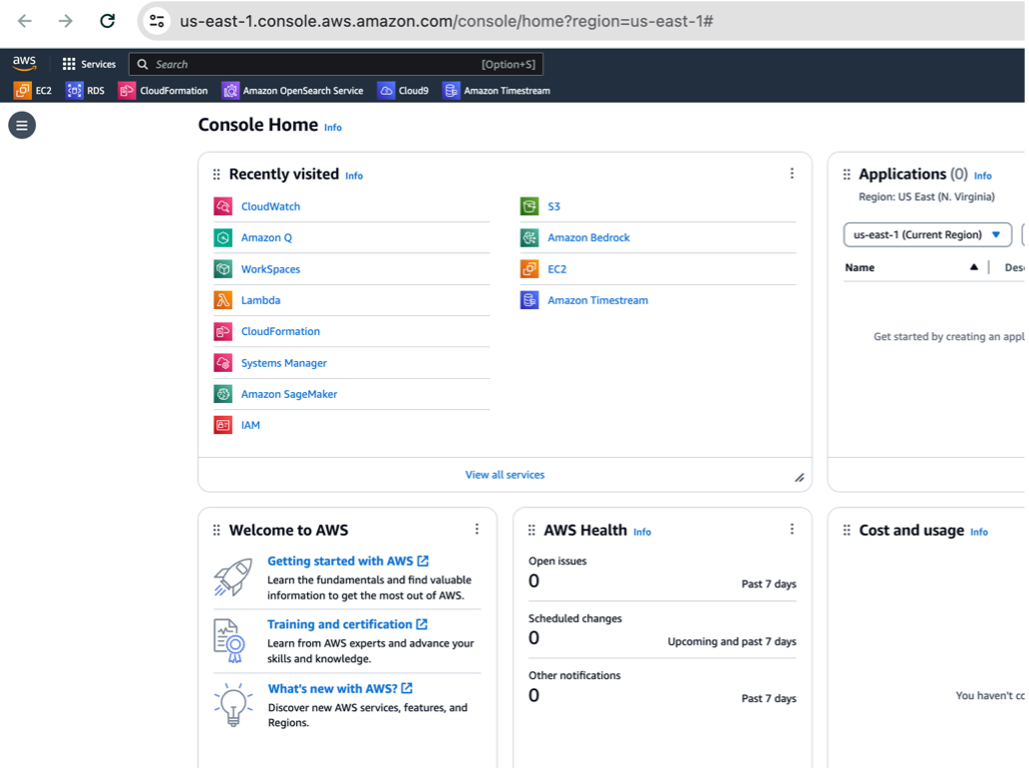 us-east-1.console.aws.amazon.com/console/home?region=us-east-1#
aws
Services
Search
[Option+S]
EC2
RDS
CloudFormation
Amazon OpenSearch Service
Cloud9
Amazon Timestream
Console Home Info
Recently visited Info
CloudWatch
Amazon Q
WorkSpaces
Lambda
CloudFormation
Systems Manager
Amazon SageMaker
IAM
S3
Amazon Bedrock
EC2
Amazon Timestream
View all services
Applications (0) Info
Region: US East (N. Virginia)
us-east-1 (Current Region)
Name
Get started by creating an
Welcome to AWS
Getting started with AWS
Learn the fundamentals and find valuable
information to get the most out of AWS.
Training and certification
Learn from AWS experts and advance your
skills and knowledge.
What's new with AWS?
Discover new AWS services, features, and
Regions.
AWS Health Info
Open issues
0
Past 7 days
Scheduled changes
0
Upcoming and past 7 days
Other notifications
0
Past 7 days
Cost and usage Info
You haven't